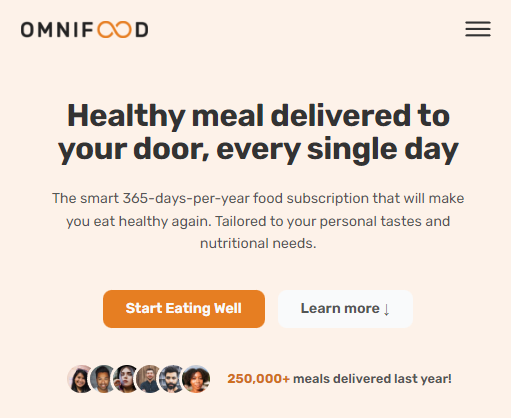 OMNIFOOD
Healthy meal delivered to
your door, every single day
The smart 365-days-per-year food subscription that will make
you eat healthy again. Tailored to your personal tastes and
nutritional needs.
Start Eating Well
Learn more ↓
250,000+ meals delivered last year!